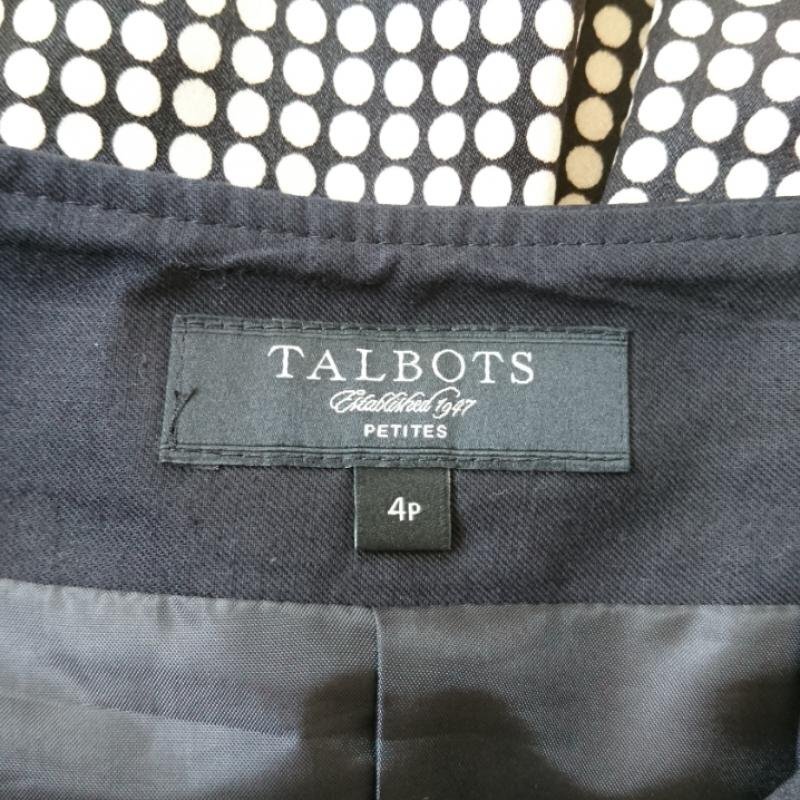 TALBOTS
Established 1947
PETITES
4P